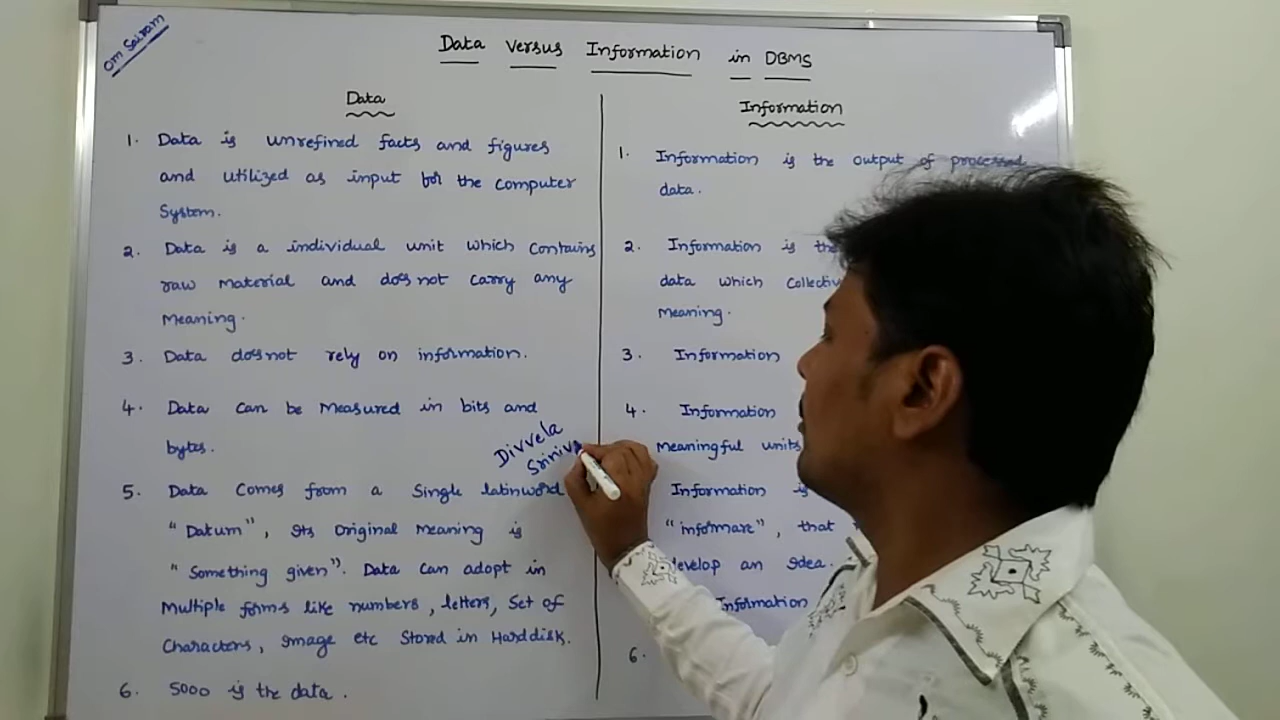 Om Sairam
Data Versus Information in DBMS
Data
1. Data is unrefined facts and figures
and utilized as input for the computer
System.
2. Data is a individual unit which contains
raw material and does not carry any
meaning.
3. Data does not rely on information.
4. Data can be measured in bits and
bytes.
Divvela
5. Data comes from a single latin word
"Datum", its original meaning is
"Something given". Data can adopt in
multiple forms like numbers, letters, set of
characters, image etc stored in Harddisk.
6. 5000 is the data.
Information
1. Information is the output of processed
data.
2. Information is the
data which
meaning.
3. Information
4. Information
meaningful units
Information is
"informare", that
develop an idea.
Information
6.